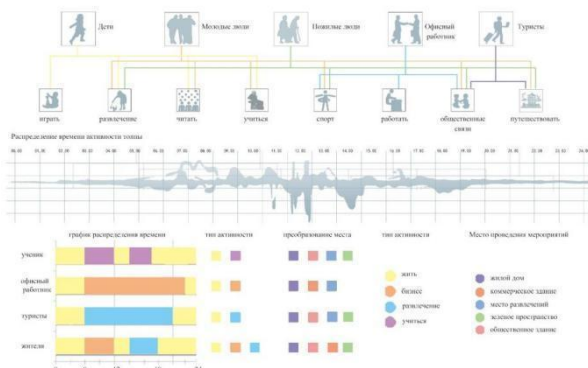 Дети
Молодые люди
Пожилые люди
Офисный
работник
Туристы
играть
развлечение
читать
учиться
спорт
работать
общественные
связи
путешествовать
Распределение времени активности толпы
график распределения времени
тип активности
преобразование места
тип активности
Место проведения мероприятий
ученик
офисный
работник
туристы
жители
жить
бизнес
развлечение
учиться
жилой дом
коммерческое здание
место развлечений
зеленое пространство
общественное здание